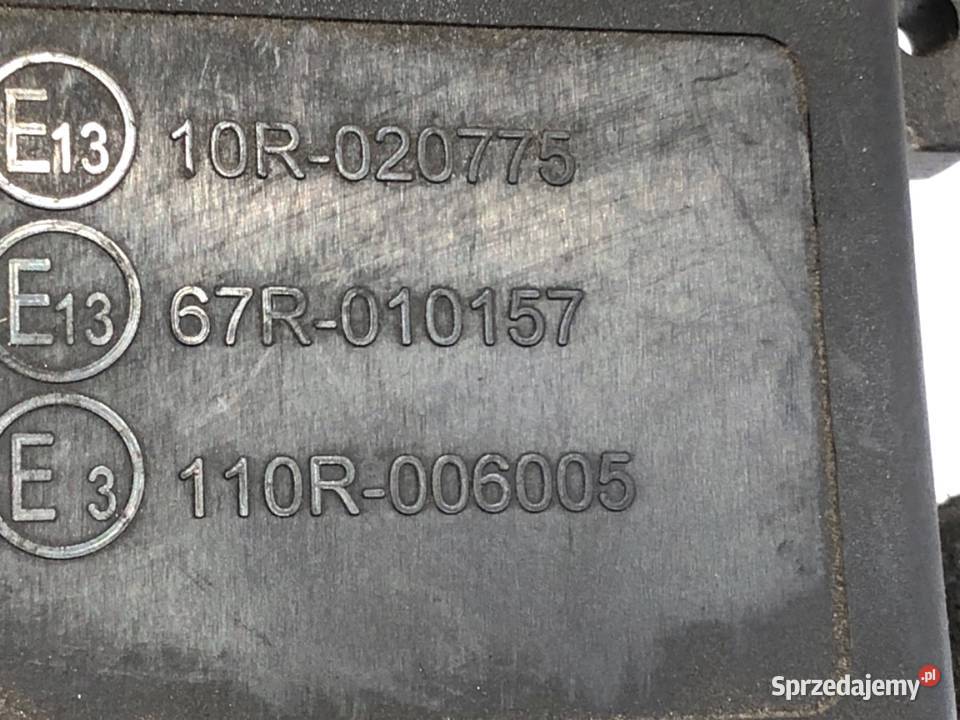 E13 10R-020775
E13 67R-010157
E3 110R-006005
Sprzedajemy.pl